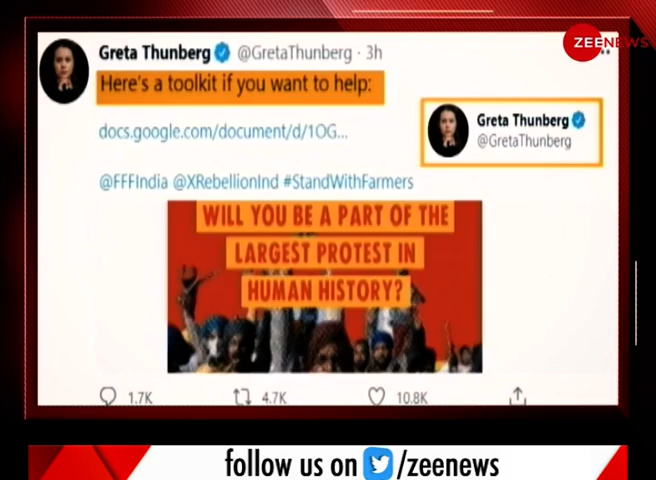 ZEE NEWS
Greta Thunberg @GretaThunberg · 3h
Here's a toolkit if you want to help:
Greta Thunberg
@GretaThunberg
docs.google.com/document/d/1OG...
@FFFIndia @XRebellionInd #StandWithFarmers
WILL YOU BE A PART OF THE
LARGEST PROTEST IN
HUMAN HISTORY?
1.7K 4.7K 10.8K
follow us on /zeenews